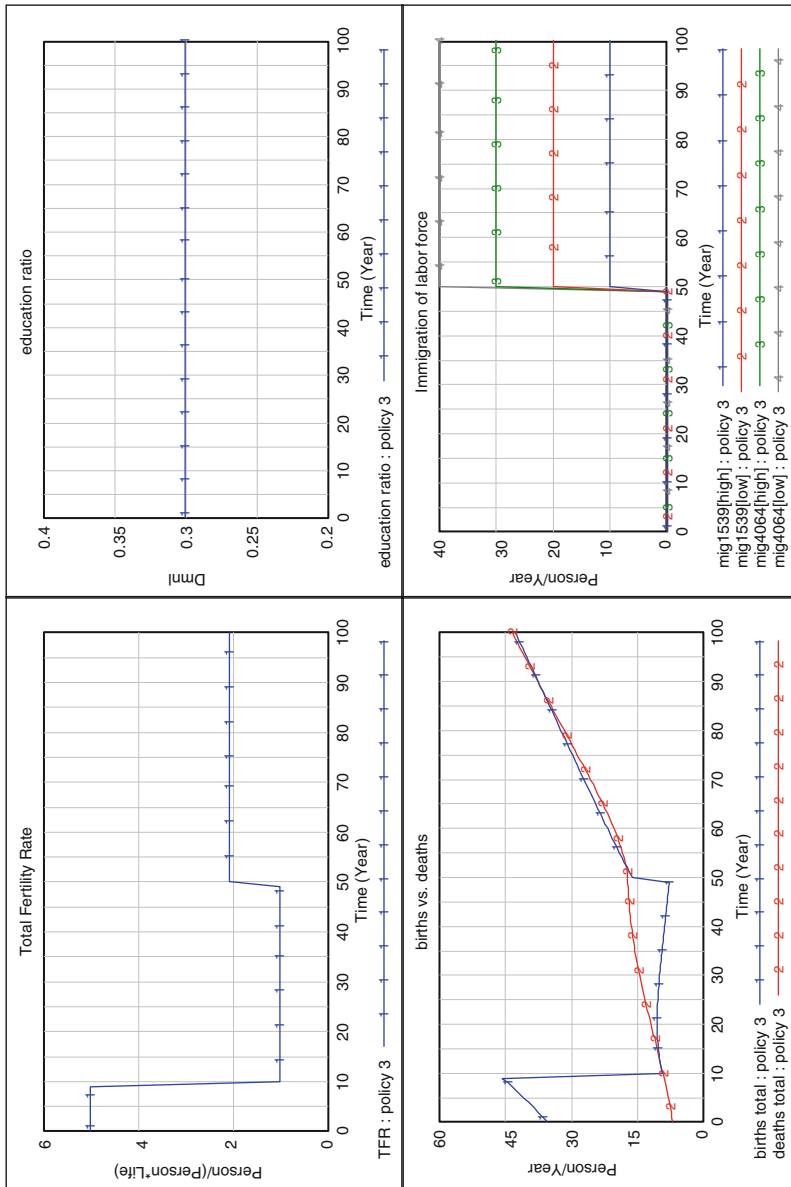 Total Fertility Rate
6
4
2
0
Person/(Person*Life)
0 10 20 30 40 50 60 70 80 90 100
Time (Year)
TFR : policy 3
education ratio
0.4
0.35
0.3
0.25
0.2
Dmnl
0 10 20 30 40 50 60 70 80 90 100
Time (Year)
education ratio : policy 3
births vs. deaths
60
45
30
15
0
Person/Year
0 10 20 30 40 50 60 70 80 90 100
Time (Year)
births total : policy 3
deaths total : policy 3
Immigration of labor force
40
30
20
10
0
Person/Year
0 10 20 30 40 50 60 70 80 90 100
Time (Year)
mig1539[high] : policy 3
mig1539[low] : policy 3
mig4064[high] : policy 3
mig4064[low] : policy 3